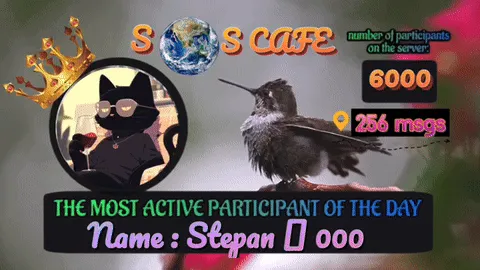 S S CAFE
number of participants
on the server:
6000
256 msgs
THE MOST ACTIVE PARTICIPANT OF THE DAY
Name : Stepan ▯ 000